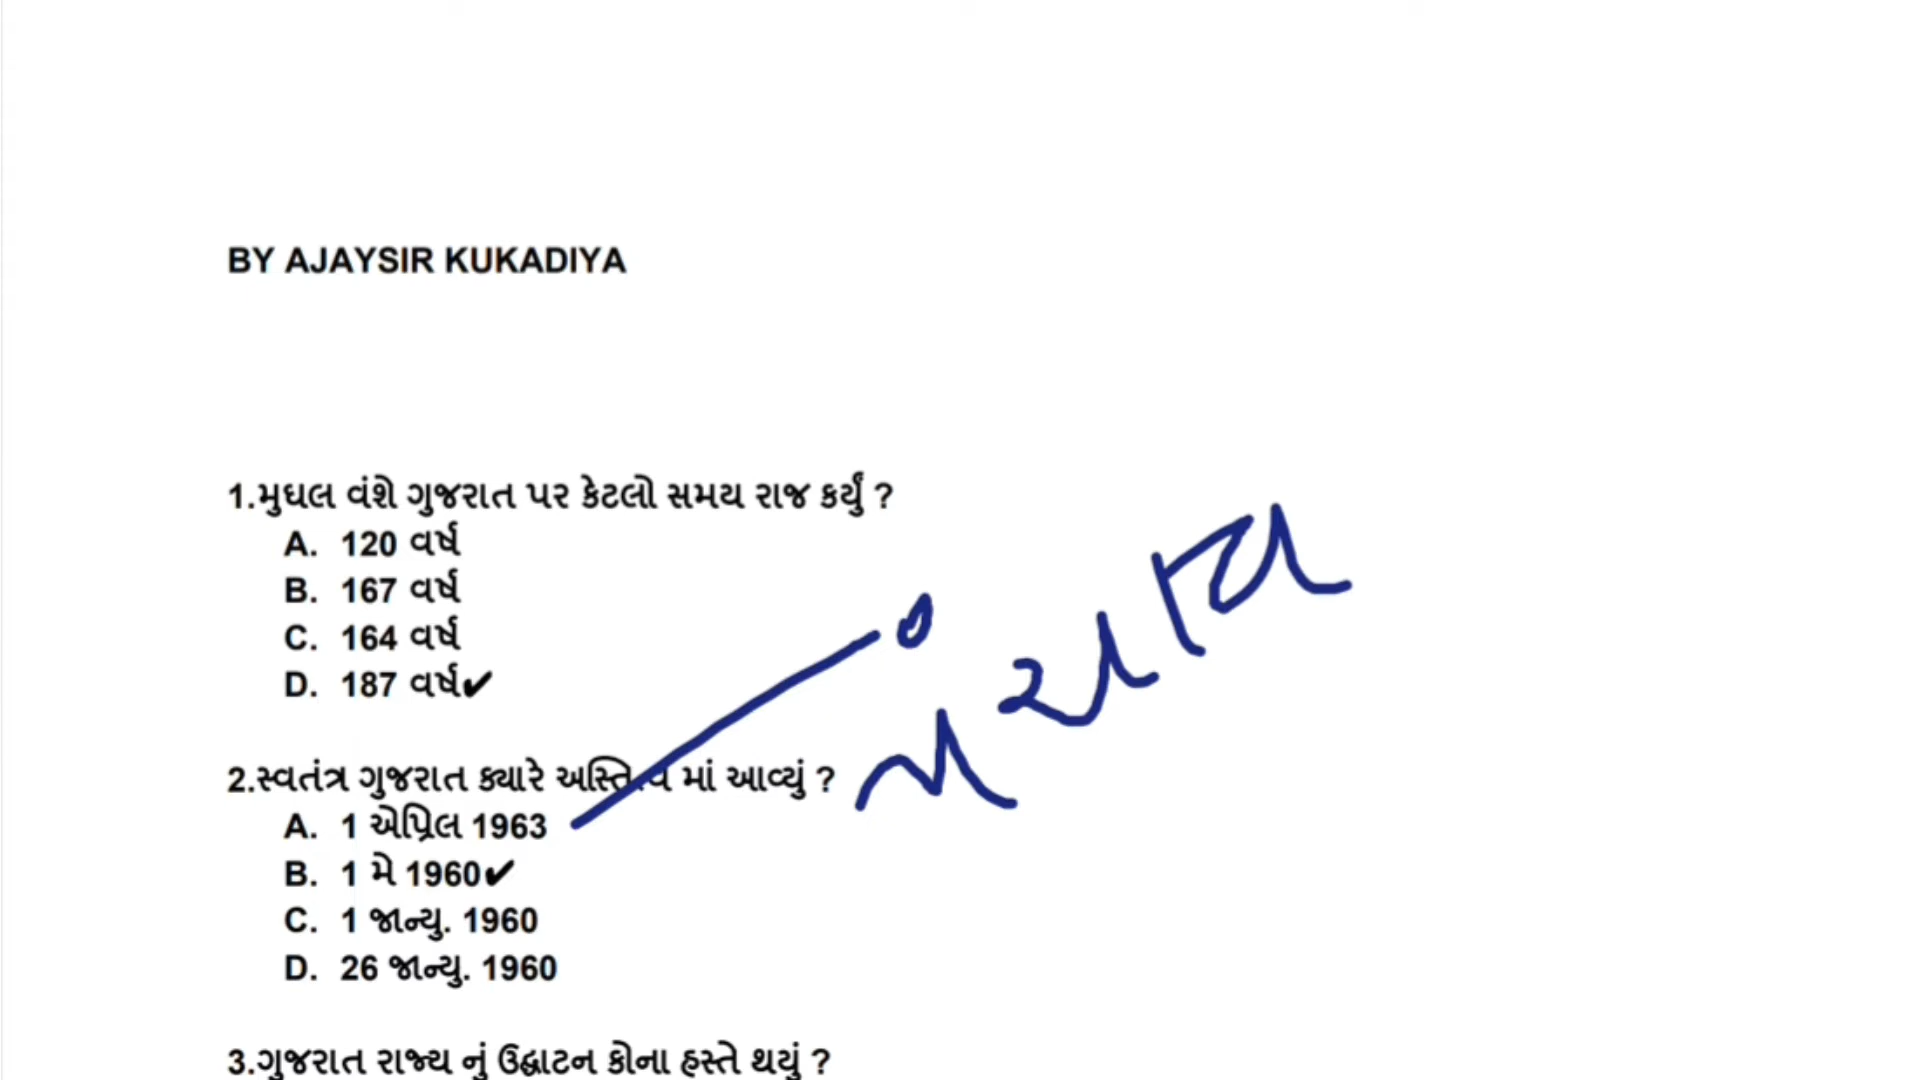 BY AJAYSIR KUKADIYA
1.મુઘલ વંશે ગુજરાત પર કેટલો સમય રાજ કર્યું ?
A. 120 વર્ષ
B. 167 વર્ષ
C. 164 વર્ષ
D. 187 વર્ષ✔
2.સ્વતંત્ર ગુજરાત ક્યારે અસ્તિત્વ માં આવ્યું ?
A. 1 એપ્રિલ 1963
B. 1 મે 1960✔
C. 1 જાન્યુ. 1960
D. 26 જાન્યુ. 1960
3.ગુજરાત રાજ્ય નું ઉદ્ઘાટન કોના હસ્તે થયું ?